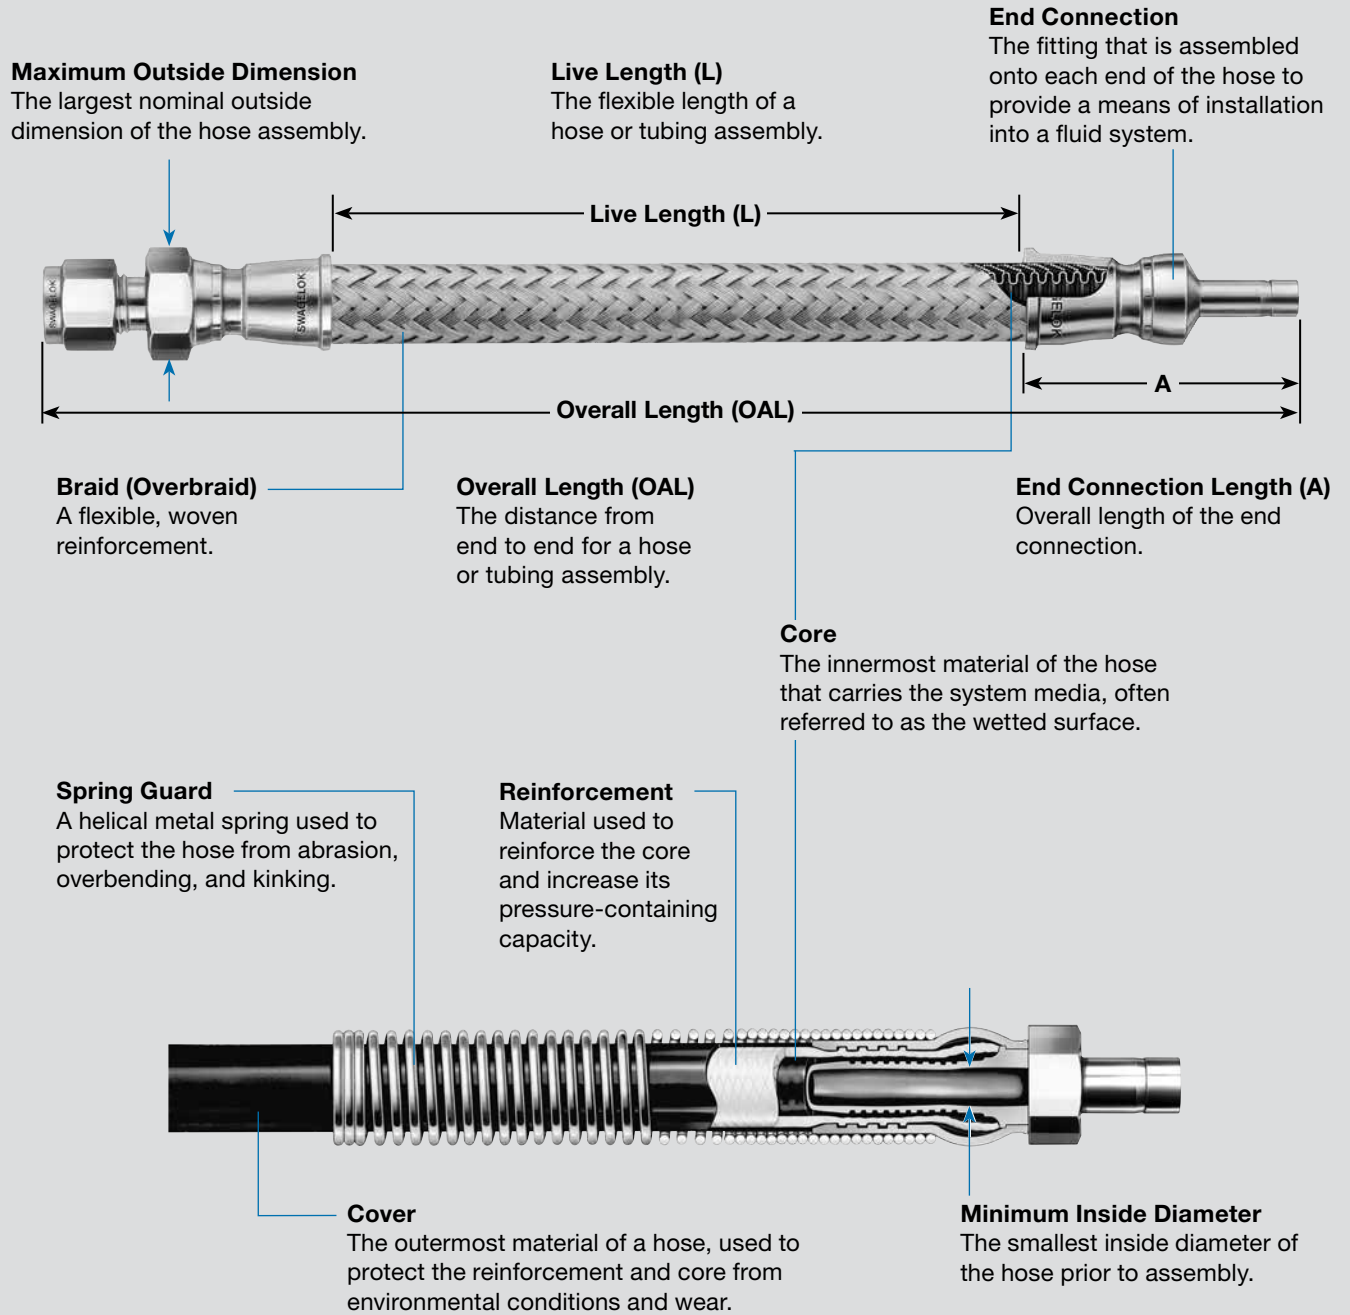 End Connection
The fitting that is assembled
onto each end of the hose to
provide a means of installation
into a fluid system.
Maximum Outside Dimension
The largest nominal outside
dimension of the hose assembly.
Live Length (L)
The flexible length of a
hose or tubing assembly.
Live Length (L)
SWAGELOK
SWAGELOK
GELOK
A
Overall Length (OAL)
Braid (Overbraid)
A flexible, woven
reinforcement.
Overall Length (OAL)
The distance from
end to end for a hose
or tubing assembly.
End Connection Length (A)
Overall length of the end
connection.
Core
The innermost material of the hose
that carries the system media, often
referred to as the wetted surface.
Spring Guard
A helical metal spring used to
protect the hose from abrasion,
overbending, and kinking.
Reinforcement
Material used to
reinforce the core
and increase its
pressure-containing
capacity.
Cover
The outermost material of a hose, used to
protect the reinforcement and core from
environmental conditions and wear.
Minimum Inside Diameter
The smallest inside diameter of
the hose prior to assembly.